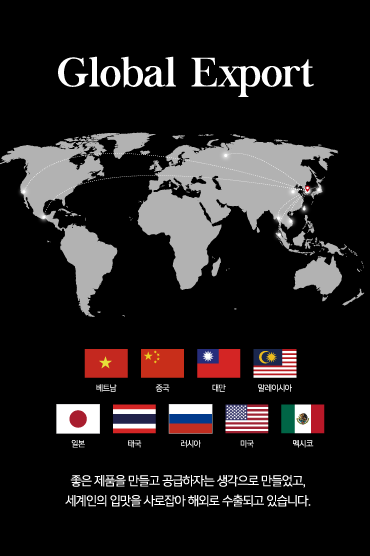 Global Export
베트남 중국 대만 말레이시아
일본 태국 러시아 미국 멕시코
좋은 제품을 만들고 공급하자는 생각으로 만들었고,
세계인의 입맛을 사로잡아 해외로 수출되고 있습니다.